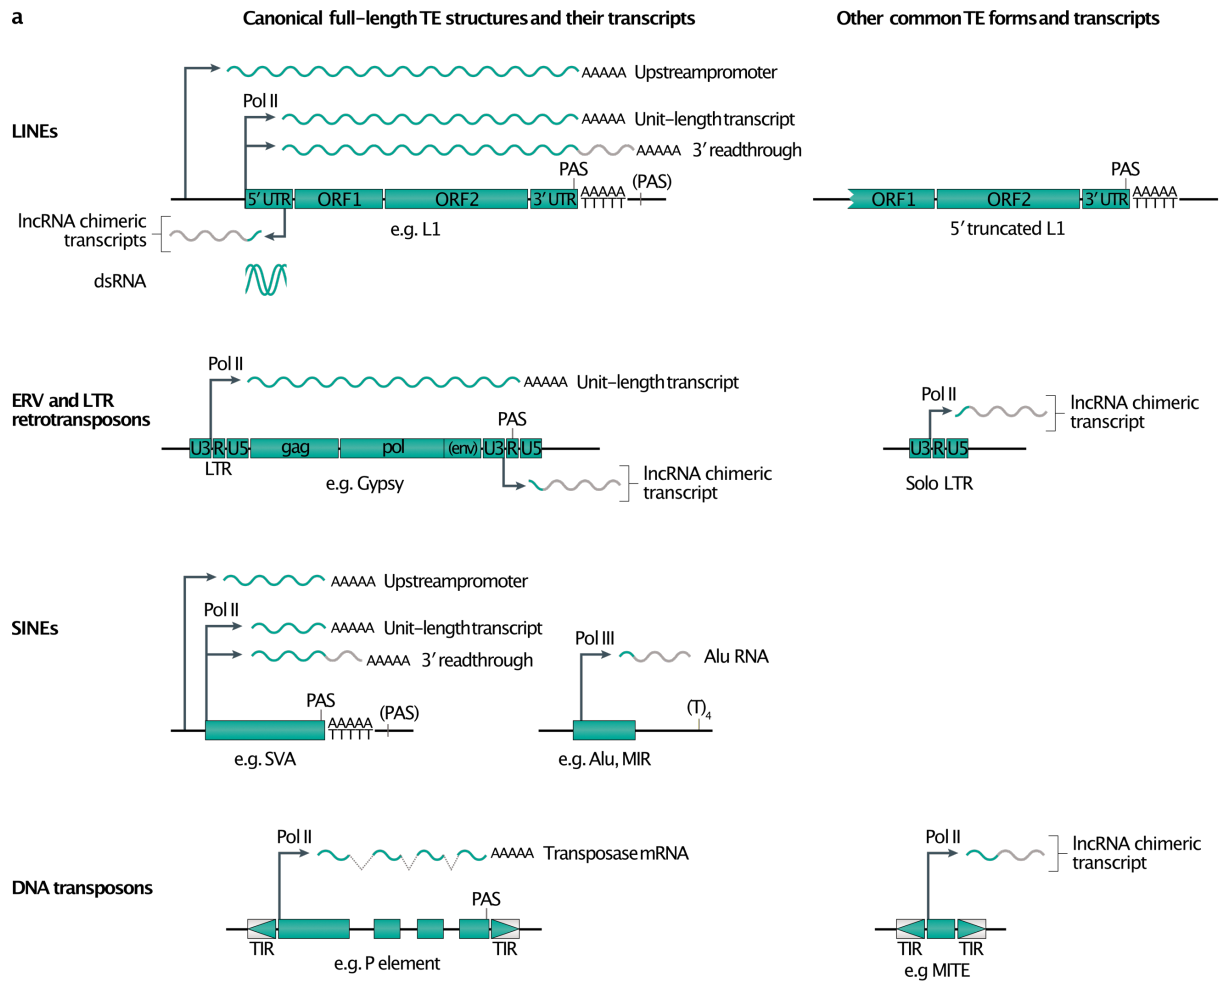 a
Canonical full-length TE structures and their transcripts
Other common TE forms and transcripts
LINEs
AAAAA Upstream promoter
Pol II
AAAAA Unit-length transcript
AAAAA 3′ readthrough
PAS
AAAAA
TTTTT
(PAS)
5′ UTR
ORF1
ORF2
3′ UTR
e.g. L1
lncRNA chimeric
transcripts
dsRNA
PAS
AAAAA
TTTTT
ORF1
ORF2
3′ UTR
5′ truncated L1
ERV and LTR
retrotransposons
Pol II
AAAAA Unit-length transcript
PAS
U3 R U5 gag pol (env) U3 R U5
LTR
e.g. Gypsy
lncRNA chimeric
transcript
Pol II
lncRNA chimeric
transcript
U3 R U5
Solo LTR
SINEs
AAAAA Upstream promoter
Pol II
AAAAA Unit-length transcript
AAAAA 3′ readthrough
PAS
AAAAA
TTTTT
(PAS)
e.g. SVA
Pol III
Alu RNA
(T)4
e.g. Alu, MIR
DNA transposons
Pol II
AAAAA Transposase mRNA
PAS
TIR
TIR
e.g. P element
Pol II
lncRNA chimeric
transcript
TIR
TIR
e.g MITE